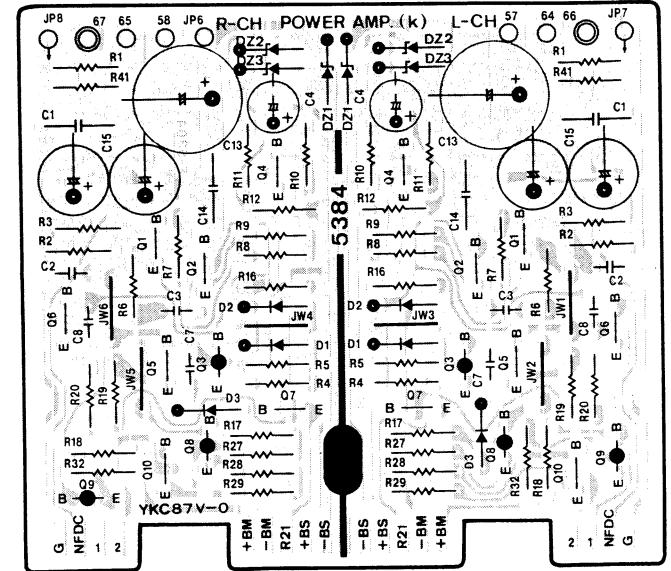 JP8 67 65 58 JP6 R-CH POWER AMP. (k) L-CH 57 64 66 JP7
DZ2 DZ2
DZ3 DZ3
R1 R1
R41 R41
C4 DZ1 DZ1 C4
C1 C15 C13 C13 C15 C1
B Q4 E B Q4 E
R11 R10 R10 R11
R12 R12
C14 5384 C14
R3 R9 R9 R3
R2 R8 R8 R2
B Q1 E R7 B Q2 E B Q2 E R7 B Q1 E
C2 R16 R16 C2
R6 D2 D2 R6
B Q6 E C8 JW6 C3 JW4 JW3 C3 JW1 C8 B Q6 E
C7 D1 D1 C7
JW5 B Q5 E B Q3 E R5 R5 B Q3 E B Q5 E JW2
R4 R4
R20 R19 D3 B Q7 E B Q7 E D3 R19 R20
R18 R17 R17
R32 B Q10 E B Q8 E R27 R27 B Q8 E R32 R18 B Q10 E B Q9 E
R28 R28
B Q9 E R29 R29
YKC87V-0
G NFDC 1 2 +BM -BM R21 +BS -BS -BS +BS R21 -BM +BM 2 1 NFDC G